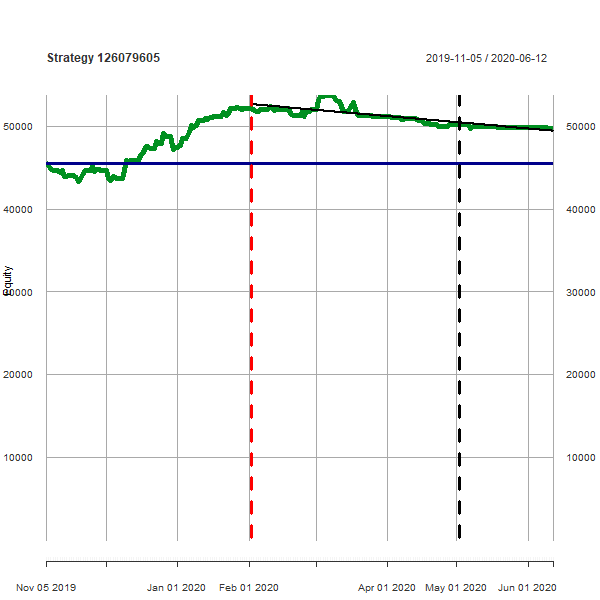 Strategy 126079605
2019-11-05 / 2020-06-12
50000
50000
40000
40000
Equity
30000
30000
20000
20000
10000
10000
Nov 05 2019
Jan 01 2020
Feb 01 2020
Apr 01 2020
May 01 2020
Jun 01 2020